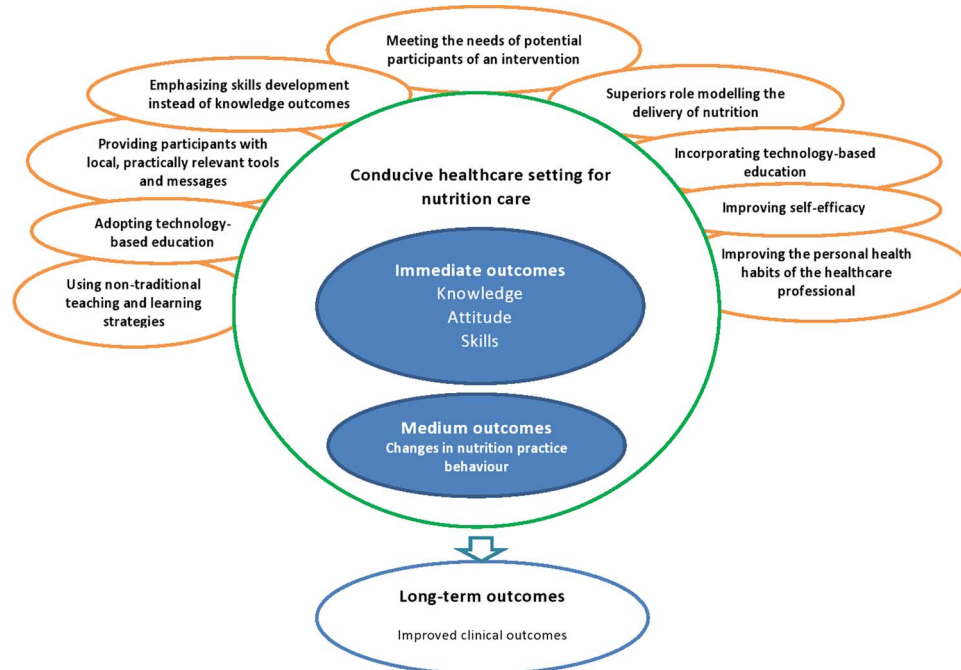 Meeting the needs of potential
participants of an intervention
Emphasizing skills development
instead of knowledge outcomes
Superiors role modelling the
delivery of nutrition
Providing participants with
local, practically relevant tools
and messages
Incorporating technology-based
education
Adopting technology-
based education
Improving self-efficacy
Using non-traditional
teaching and learning
strategies
Improving the personal health
habits of the healthcare
professional
Conducive healthcare setting for
nutrition care
Immediate outcomes
Knowledge
Attitude
Skills
Medium outcomes
Changes in nutrition practice
behaviour
Long-term outcomes
Improved clinical outcomes